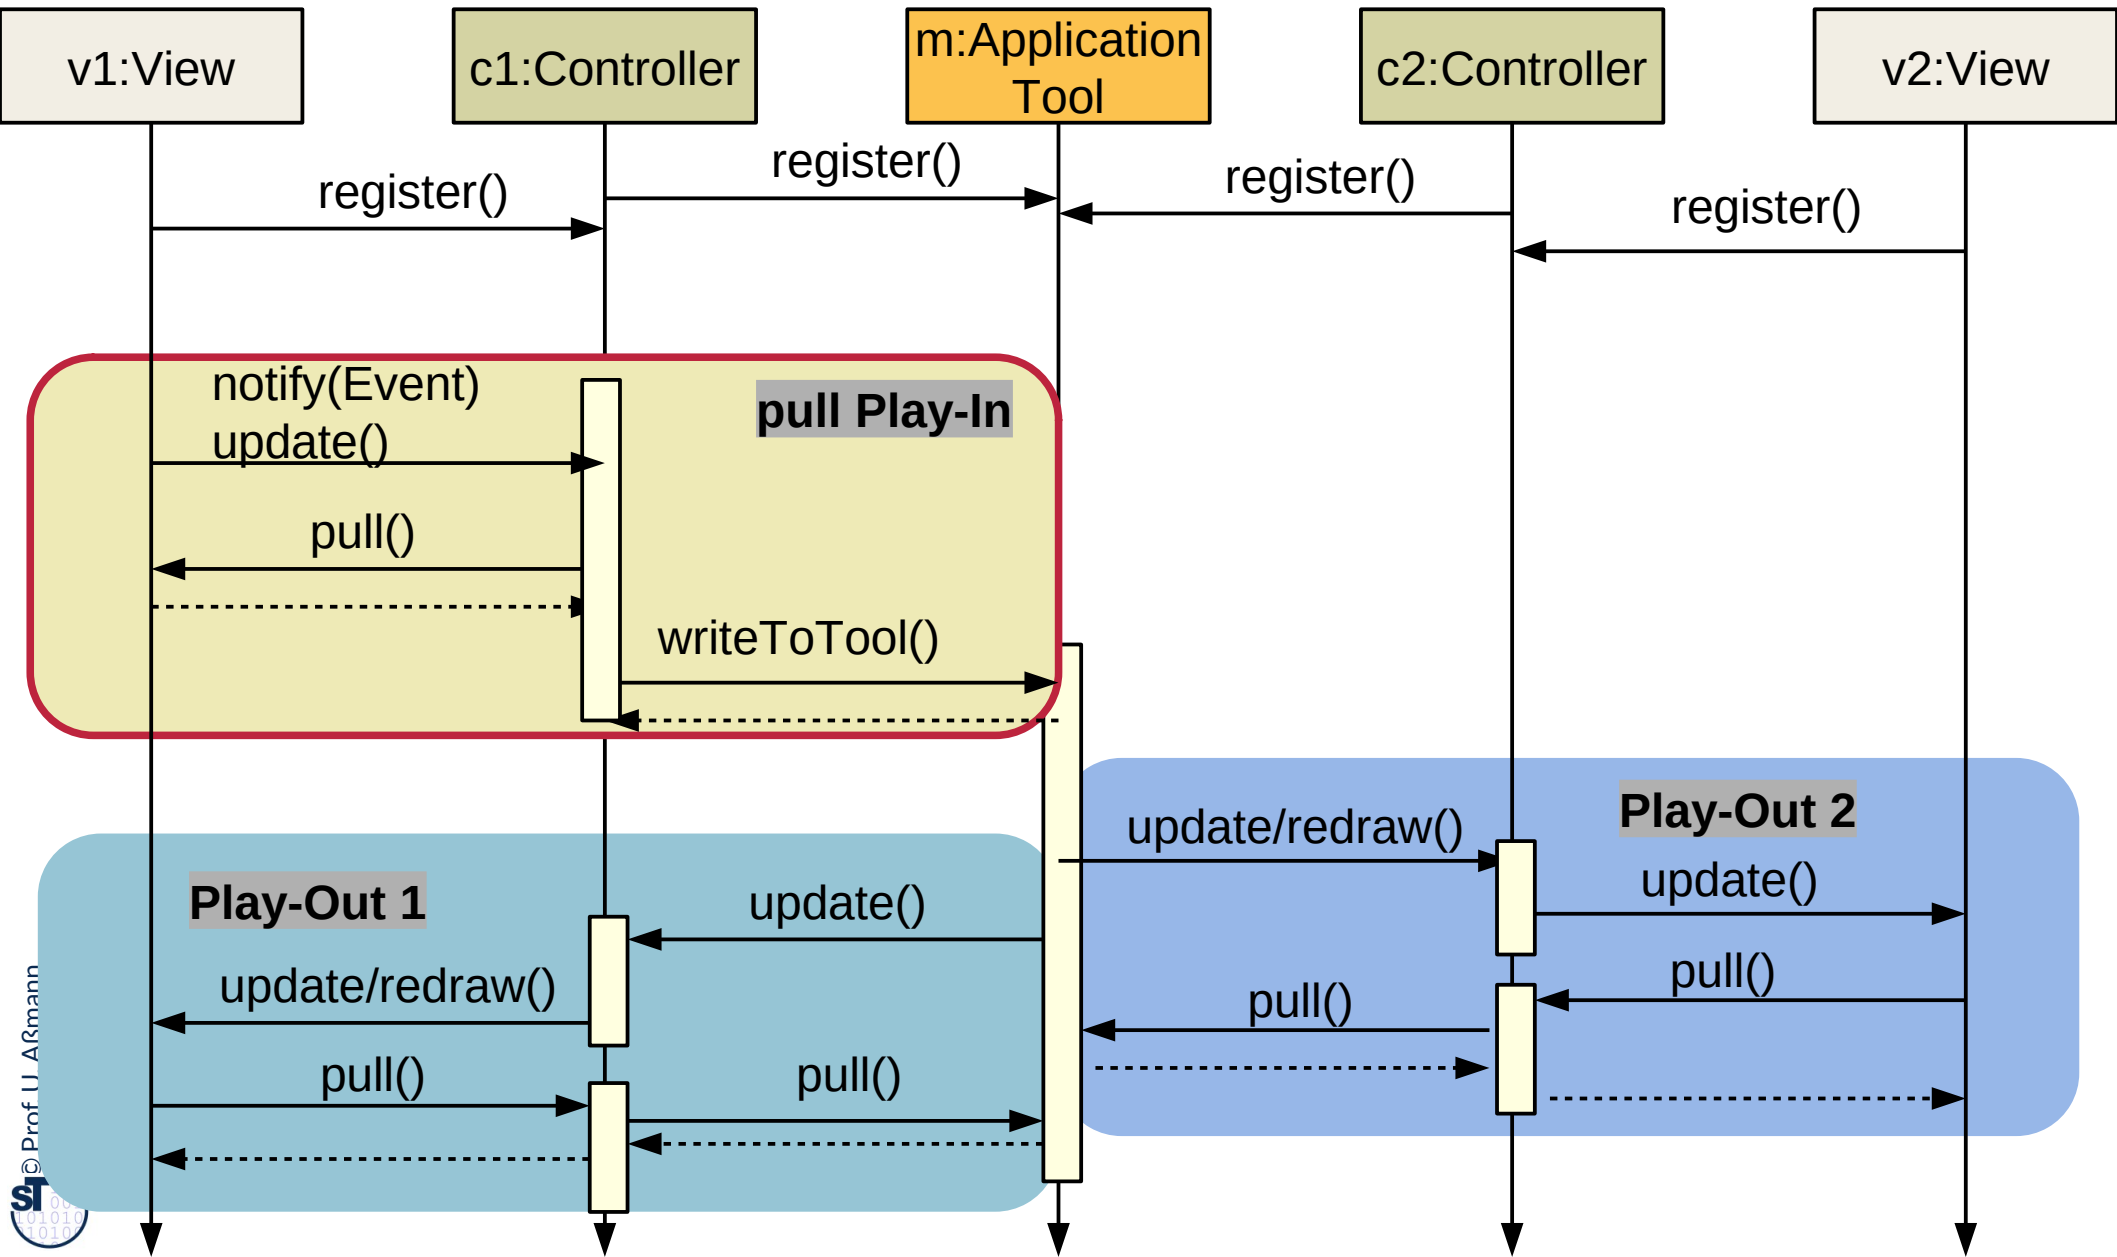 v1:View
c1:Controller
m:Application
Tool
c2:Controller
v2:View
register()
register()
register()
register()
notify(Event)
update()
pull Play-In
pull()
writeToTool()
Play-Out 2
update/redraw()
update()
Play-Out 1
update()
update/redraw()
pull()
pull()
pull()
pull()
© Prof. U. Aßmann
ST